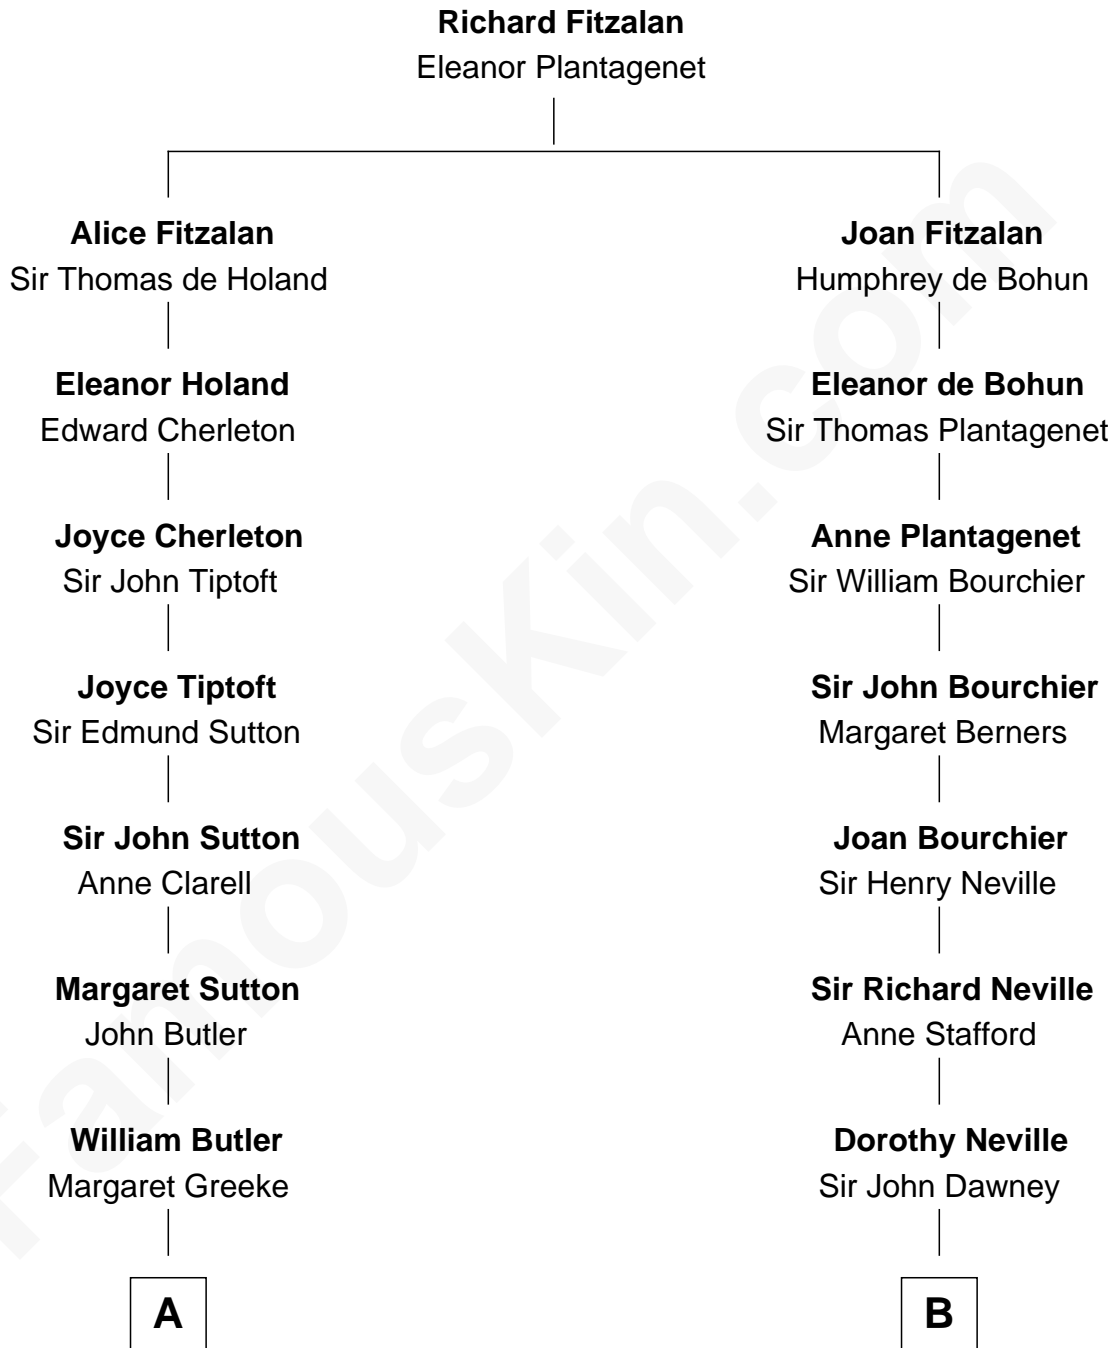 Richard Fitzalan
Eleanor Plantagenet
Alice Fitzalan
Sir Thomas de Holand
Joan Fitzalan
Humphrey de Bohun
Eleanor Holand
Edward Cherleton
Eleanor de Bohun
Sir Thomas Plantagenet
Joyce Cherleton
Sir John Tiptoft
Anne Plantagenet
Sir William Bourchier
Joyce Tiptoft
Sir Edmund Sutton
Sir John Bourchier
Margaret Berners
Sir John Sutton
Anne Clarell
Joan Bourchier
Sir Henry Neville
Margaret Sutton
John Butler
Sir Richard Neville
Anne Stafford
William Butler
Margaret Greeke
Dorothy Neville
Sir John Dawney
A
B
FamousKin.com